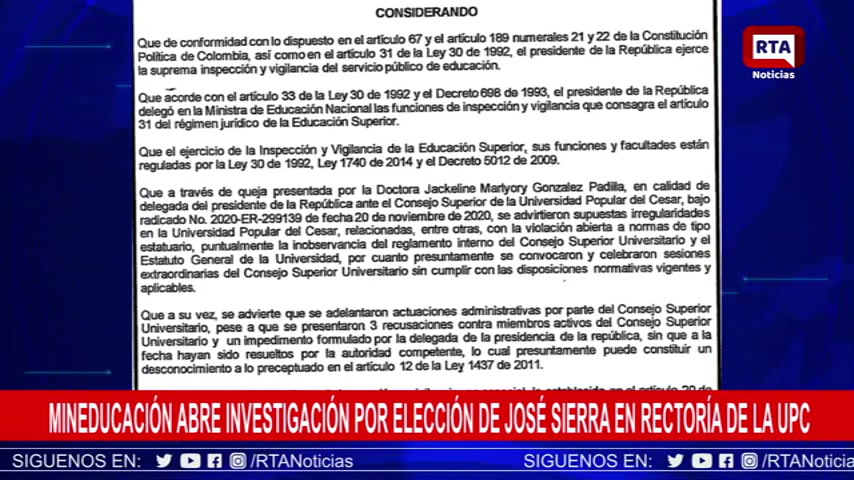 CONSIDERANDO
Que de conformidad con lo dispuesto en el artículo 67 y el artículo 189 numerales 21 y 22 de la Constitución
Política de Colombia, así como en el artículo 31 de la Ley 30 de 1992, el presidente de la República ejerce
la suprema inspección y vigilancia del servicio público de educación.
RTA
Noticias
Que acorde con el artículo 33 de la Ley 30 de 1992 y el Decreto 698 de 1993, el presidente de la República
delegó en la Ministra de Educación Nacional las funciones de inspección y vigilancia que consagra el artículo
31 del régimen jurídico de la Educación Superior.
Que el ejercicio de la Inspección y Vigilancia de la Educación Superior, sus funciones y facultades están
reguladas por la Ley 30 de 1992, Ley 1740 de 2014 y el Decreto 5012 de 2009.
Que a través de queja presentada por la Doctora Jackeline Marlyory Gonzalez Padilla, en calidad de
delegada del presidente de la República ante el Consejo Superior de la Universidad Popular del Cesar, bajo
radicado No. 2020-ER-299139 de fecha 20 de noviembre de 2020, se advirtieron supuestas irregularidades
en la Universidad Popular del Cesar, relacionadas, entre otras, con la violación abierta a normas de tipo
estatuario, puntualmente la inobservancia del reglamento interno del Consejo Superior Universitario y el
Estatuto General de la Universidad, por cuanto presuntamente se convocaron y celebraron sesiones
extraordinarias del Consejo Superior Universitario sin cumplir con las disposiciones normativas vigentes y
aplicables.
Que a su vez, se advierte que se adelantaron actuaciones administrativas por parte del Consejo Superior
Universitario, pese a que se presentaron 3 recusaciones contra miembros activos del Consejo Superior
Universitario y un impedimento formulado por la delegada de la presidencia de la república, sin que a la
fecha hayan sido resueltos por la autoridad competente, lo cual presuntamente puede constituir un
desconocimiento a lo preceptuado en el artículo 12 de la Ley 1437 de 2011.
MINEDUCACIÓN ABRE INVESTIGACIÓN POR ELECCIÓN DE JOSÉ SIERRA EN RECTORÍA DE LA UPC
SIGUENOS EN: /RTANoticias SIGUENOS EN: /RTANoticias